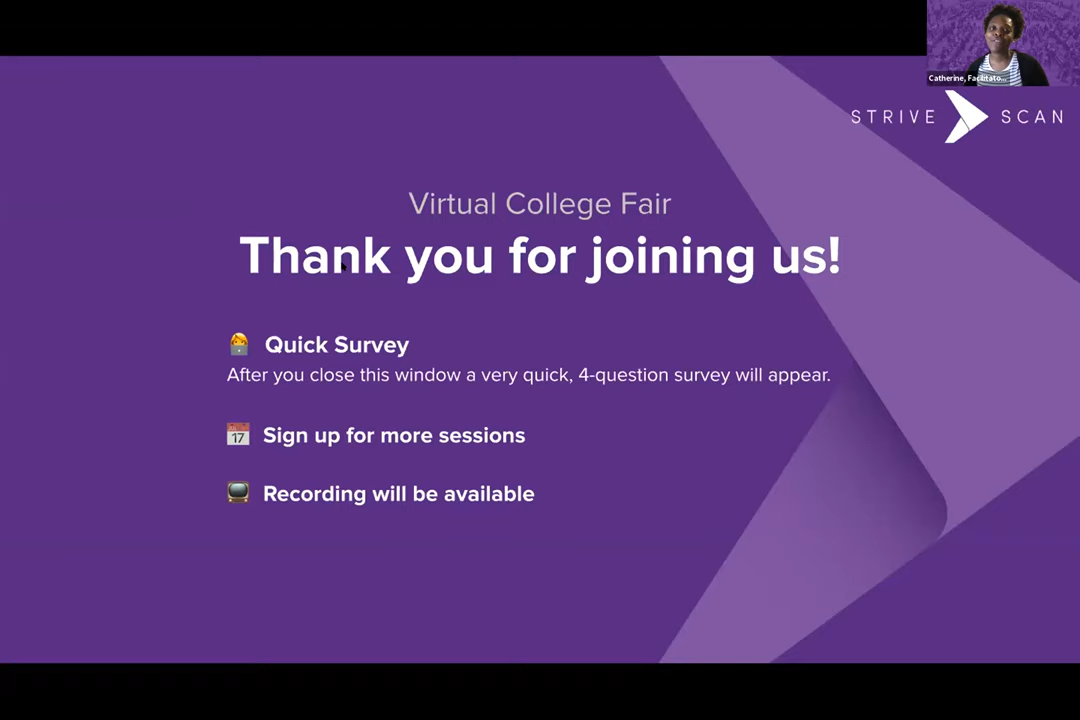 Catherine, Facilitato...
STRIVE SCAN
Virtual College Fair
Thank you for joining us!
Quick Survey
After you close this window a very quick, 4-question survey will appear.
17
Sign up for more sessions
Recording will be available